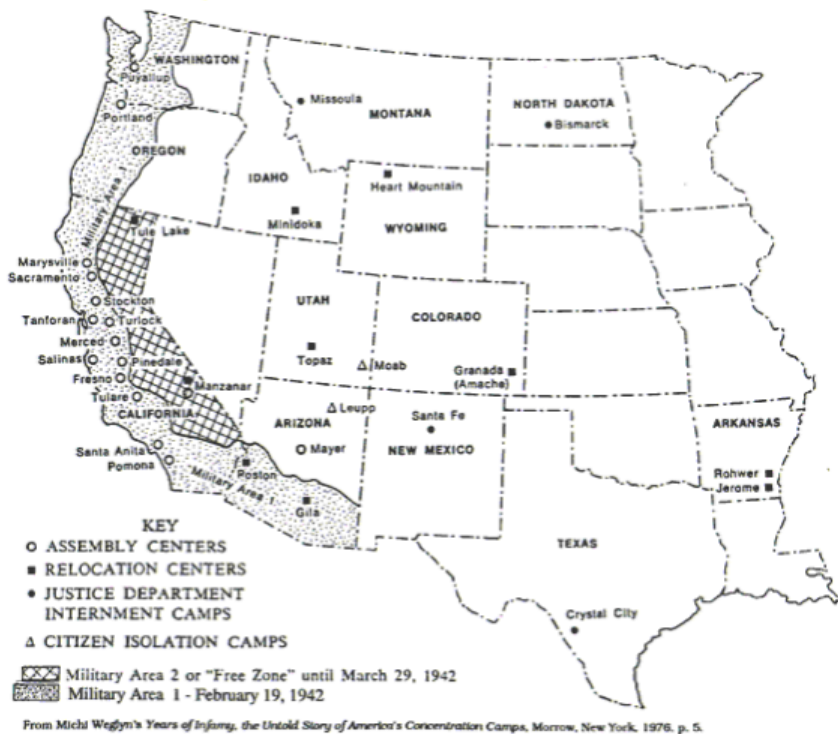 WASHINGTON
Puyallup
Portland
OREGON
Missoula
MONTANA
NORTH DAKOTA
Bismarck
IDAHO
Heart Mountain
Minidoka
WYOMING
Military Area 1
Tule Lake
Marysville
Sacramento
Stockton
Tanforan
Turlock
Merced
Salinas
Pinedale
Fresno
Manzanar
Tulare
CALIFORNIA
UTAH
COLORADO
Topaz
Moab
Granada
(Amache)
Leupp
ARIZONA
Mayer
Santa Fe
NEW MEXICO
ARKANSAS
Rohwer
Jerome
Santa Anita
Pomona
Military Area 1
Poston
Gila
TEXAS
Crystal City
KEY
ASSEMBLY CENTERS
RELOCATION CENTERS
JUSTICE DEPARTMENT
INTERNMENT CAMPS
CITIZEN ISOLATION CAMPS
Military Area 2 or "Free Zone" until March 29, 1942
Military Area 1 - February 19, 1942
From Michi Weglyn's Years of Infamy, the Untold Story of America's Concentration Camps, Morrow, New York, 1976. p. 5.